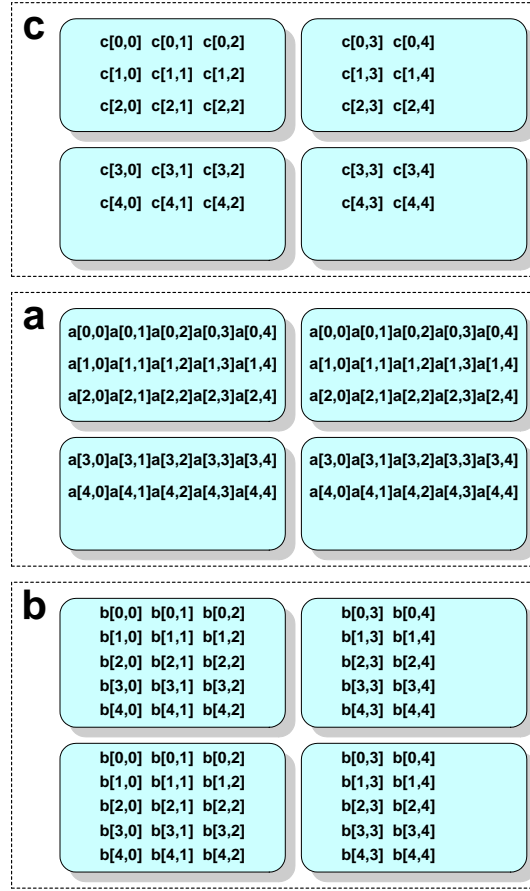 c
c[0,0] c[0,1] c[0,2]
c[1,0] c[1,1] c[1,2]
c[2,0] c[2,1] c[2,2]
c[0,3] c[0,4]
c[1,3] c[1,4]
c[2,3] c[2,4]
c[3,0] c[3,1] c[3,2]
c[4,0] c[4,1] c[4,2]
c[3,3] c[3,4]
c[4,3] c[4,4]
a
a[0,0]a[0,1]a[0,2]a[0,3]a[0,4]
a[1,0]a[1,1]a[1,2]a[1,3]a[1,4]
a[2,0]a[2,1]a[2,2]a[2,3]a[2,4]
a[0,0]a[0,1]a[0,2]a[0,3]a[0,4]
a[1,0]a[1,1]a[1,2]a[1,3]a[1,4]
a[2,0]a[2,1]a[2,2]a[2,3]a[2,4]
a[3,0]a[3,1]a[3,2]a[3,3]a[3,4]
a[4,0]a[4,1]a[4,2]a[4,3]a[4,4]
a[3,0]a[3,1]a[3,2]a[3,3]a[3,4]
a[4,0]a[4,1]a[4,2]a[4,3]a[4,4]
b
b[0,0] b[0,1] b[0,2]
b[1,0] b[1,1] b[1,2]
b[2,0] b[2,1] b[2,2]
b[3,0] b[3,1] b[3,2]
b[4,0] b[4,1] b[4,2]
b[0,3] b[0,4]
b[1,3] b[1,4]
b[2,3] b[2,4]
b[3,3] b[3,4]
b[4,3] b[4,4]
b[0,0] b[0,1] b[0,2]
b[1,0] b[1,1] b[1,2]
b[2,0] b[2,1] b[2,2]
b[3,0] b[3,1] b[3,2]
b[4,0] b[4,1] b[4,2]
b[0,3] b[0,4]
b[1,3] b[1,4]
b[2,3] b[2,4]
b[3,3] b[3,4]
b[4,3] b[4,4]